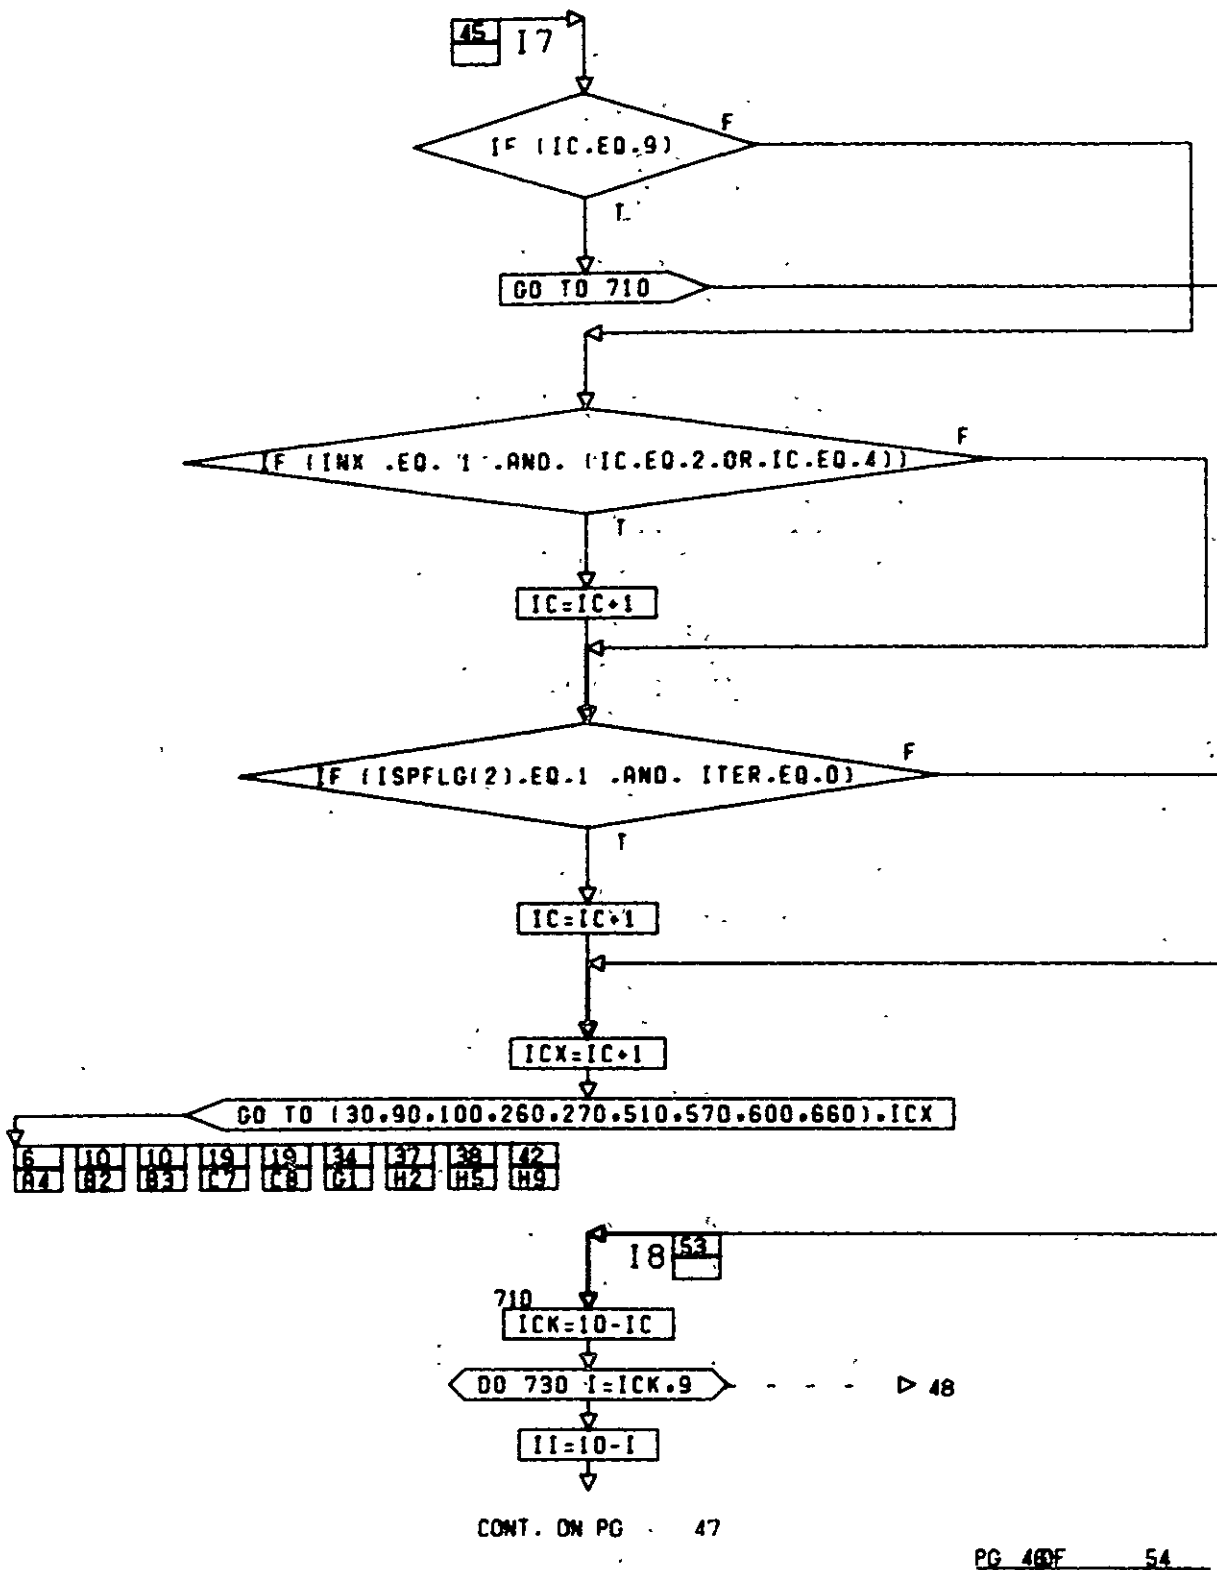 45 I7
F
IF (IC.EQ.9)
T
GO TO 710
F
IF (INX .EQ. 1 .AND. (IC.EQ.2.OR.IC.EQ.4))
T
IC=IC+1
F
IF (ISPFLG(2).EQ.1 .AND. ITER.EQ.0)
T
IC=IC+1
ICX=IC+1
GO TO (30,90,100,260,270,510,570,600,660),ICX
6 10 10 19 19 34 37 38 42
A4 B2 B3 C7 C8 G1 H2 H5 H9
I8 53
710
ICK=10-IC
DO 730 I=ICK,9 48
II=10-I
CONT. ON PG 47
PG 46 OF 54